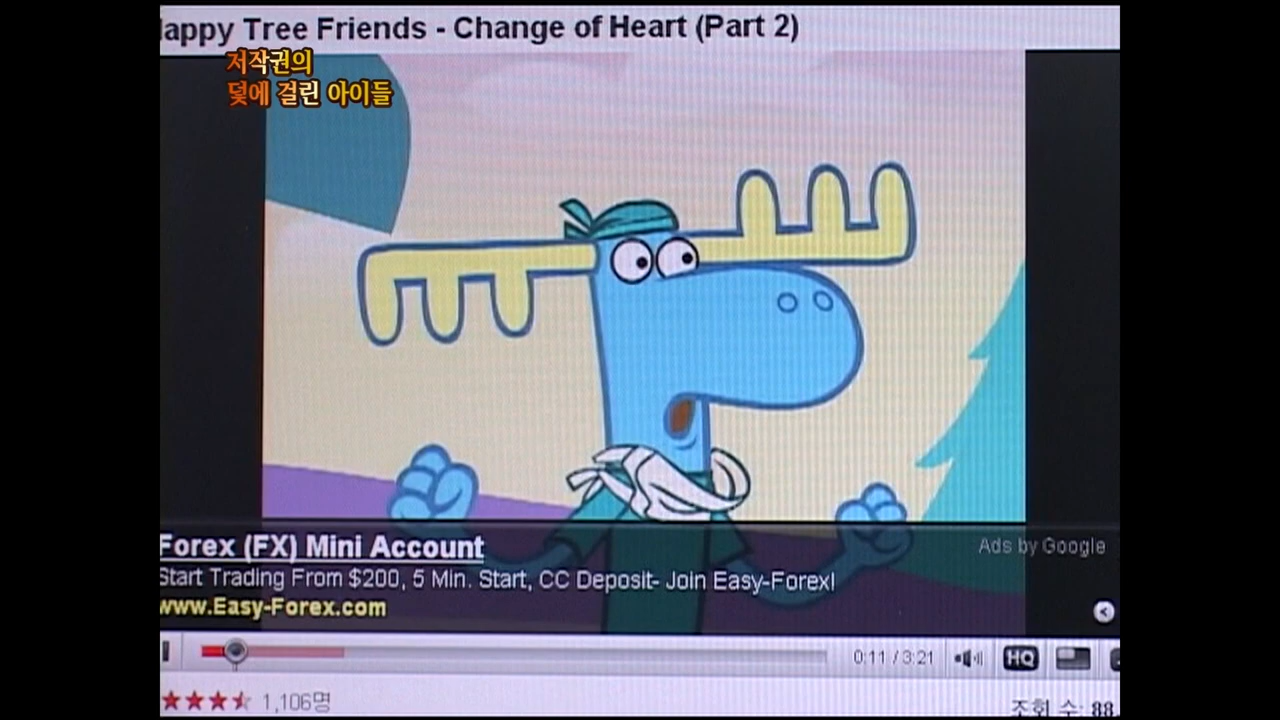 appy Tree Friends - Change of Heart (Part 2)
저작권의
덫에 걸린 아이들
Forex (FX) Mini Account
Ads by Google
Start Trading From $200, 5 Min. Start, CC Deposit- Join Easy-Forex!
www.Easy-Forex.com
0:11 / 3:21
HQ
1,106명
조회 수: 88